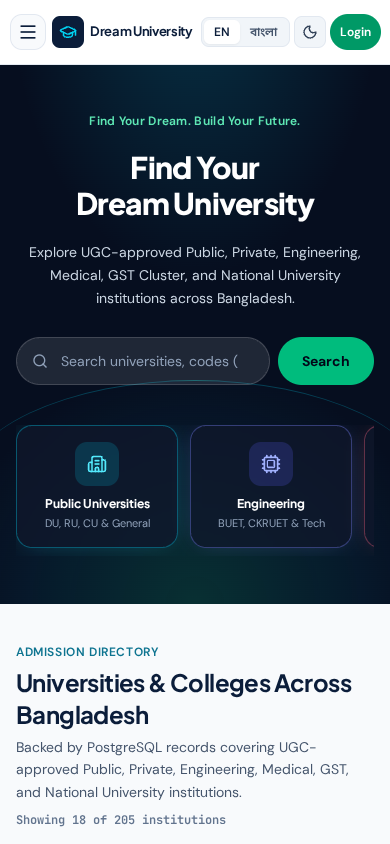 Dream University
EN
বাংলা
Login
Find Your Dream. Build Your Future.
Find Your
Dream University
Explore UGC-approved Public, Private, Engineering,
Medical, GST Cluster, and National University
institutions across Bangladesh.
Search universities, codes (
Search
Public Universities
DU, RU, CU & General
Engineering
BUET, CKRUET & Tech
ADMISSION DIRECTORY
Universities & Colleges Across
Bangladesh
Backed by PostgreSQL records covering UGC-
approved Public, Private, Engineering, Medical, GST,
and National University institutions.
Showing 18 of 205 institutions